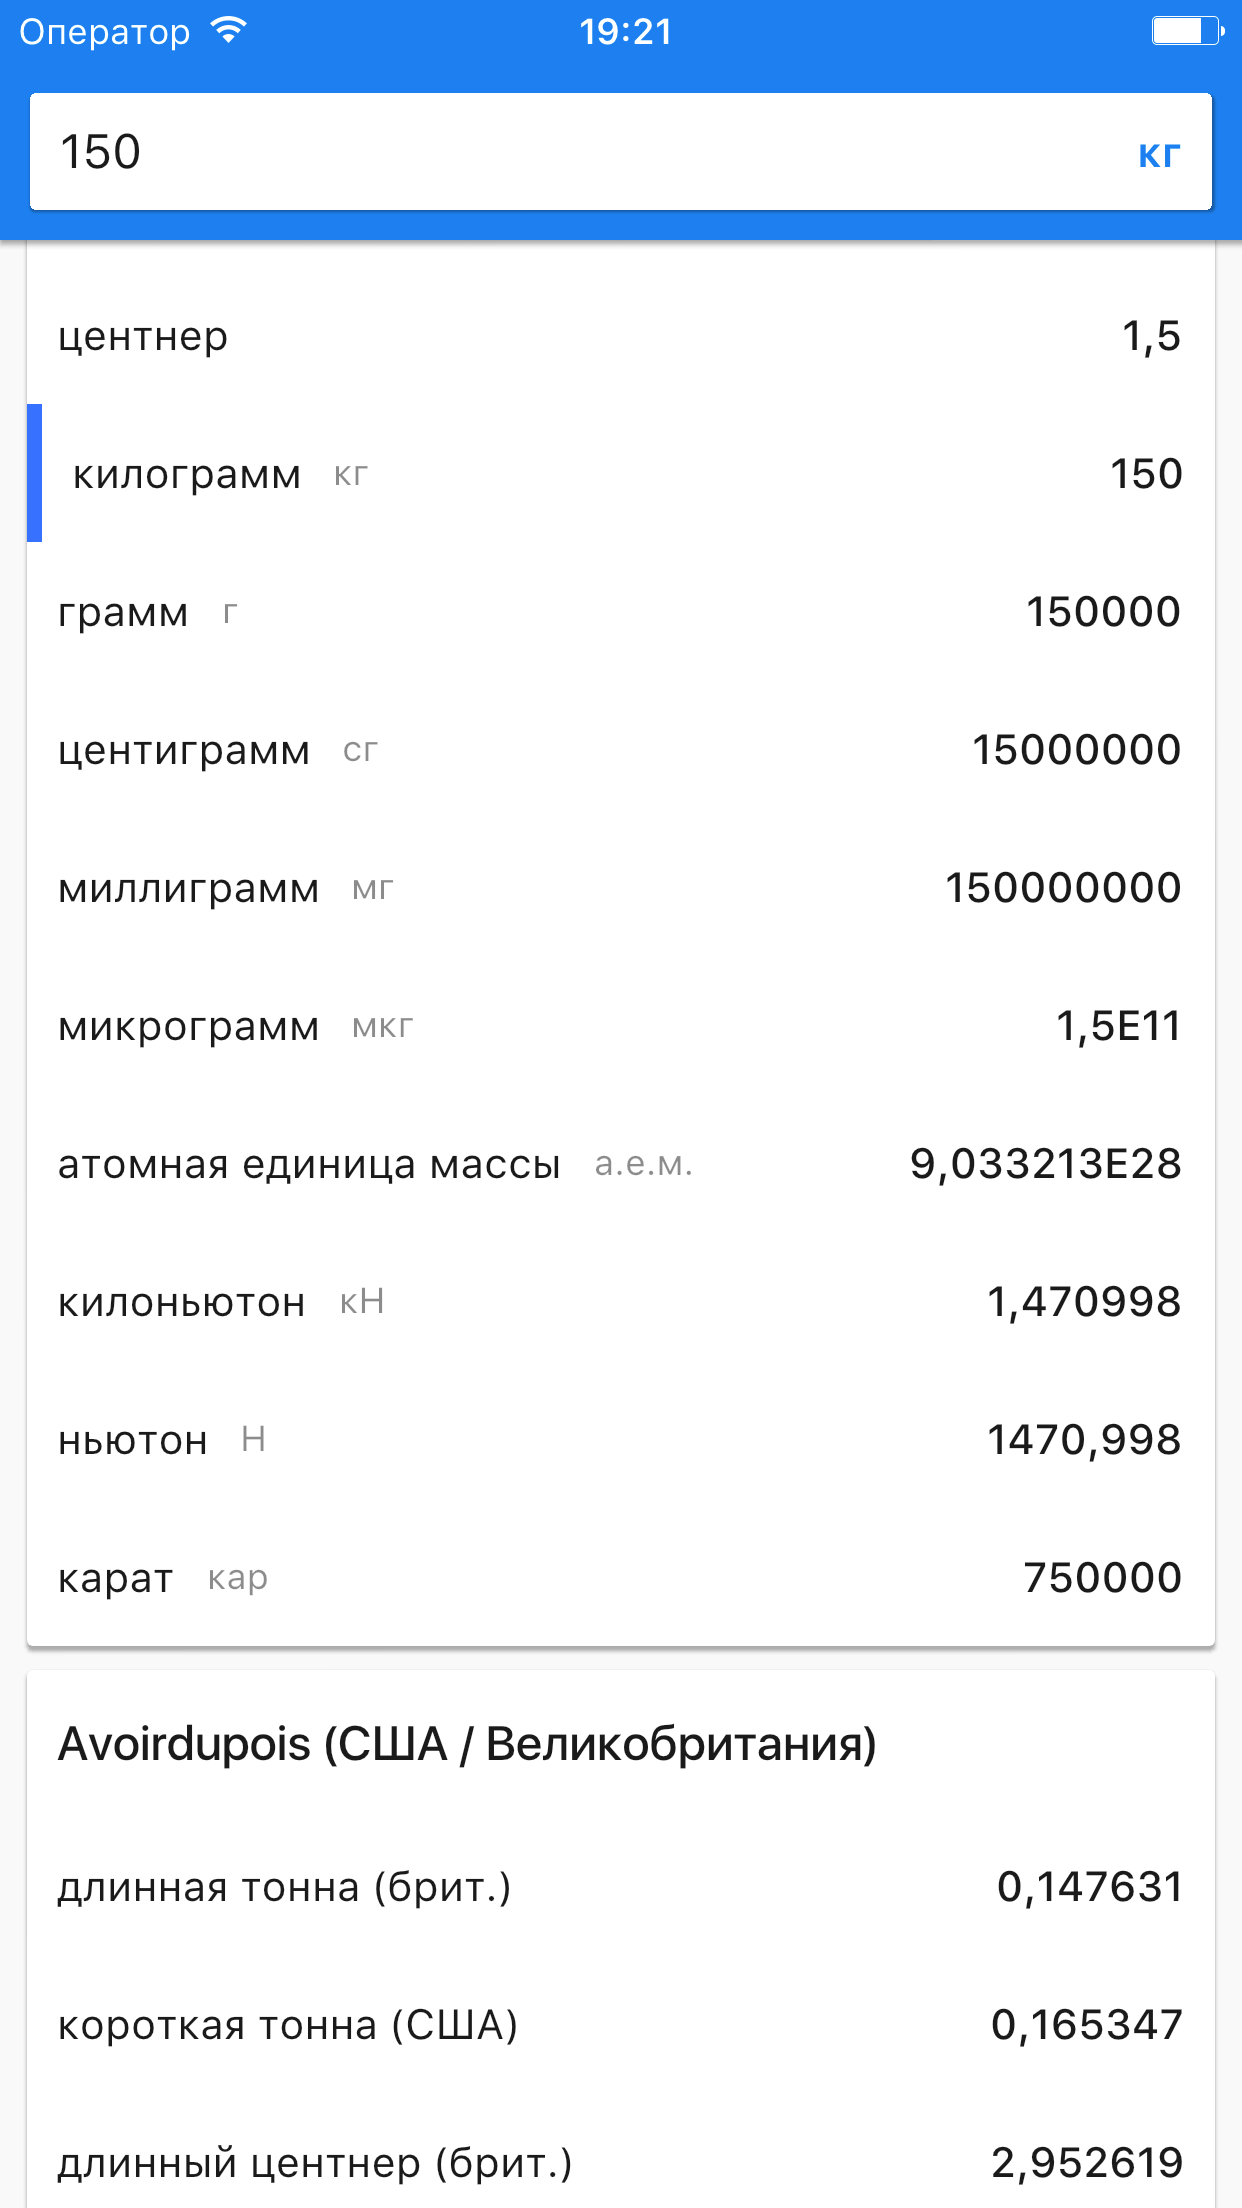 Оператор 19:21
150 кг
центнер 1,5
килограмм кг 150
грамм г 150000
центиграмм сг 15000000
миллиграмм мг 150000000
микрограмм мкг 1,5E11
атомная единица массы а.е.м. 9,033213E28
килоньютон кН 1,470998
ньютон Н 1470,998
карат кар 750000
Avoirdupois (США / Великобритания)
длинная тонна (брит.) 0,147631
короткая тонна (США) 0,165347
длинный центнер (брит.) 2,952619